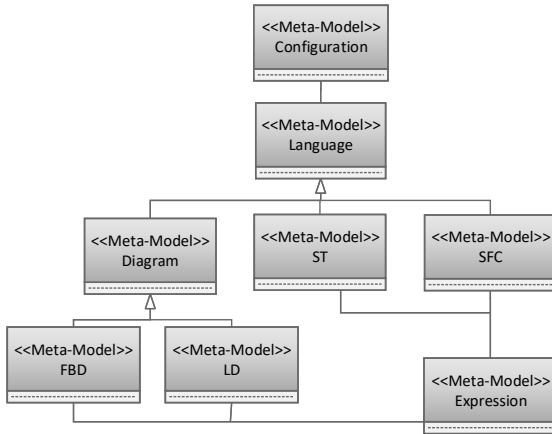 <<Meta-Model>>
Configuration
<<Meta-Model>>
Language
<<Meta-Model>>
Diagram
<<Meta-Model>>
ST
<<Meta-Model>>
SFC
<<Meta-Model>>
FBD
<<Meta-Model>>
LD
<<Meta-Model>>
Expression